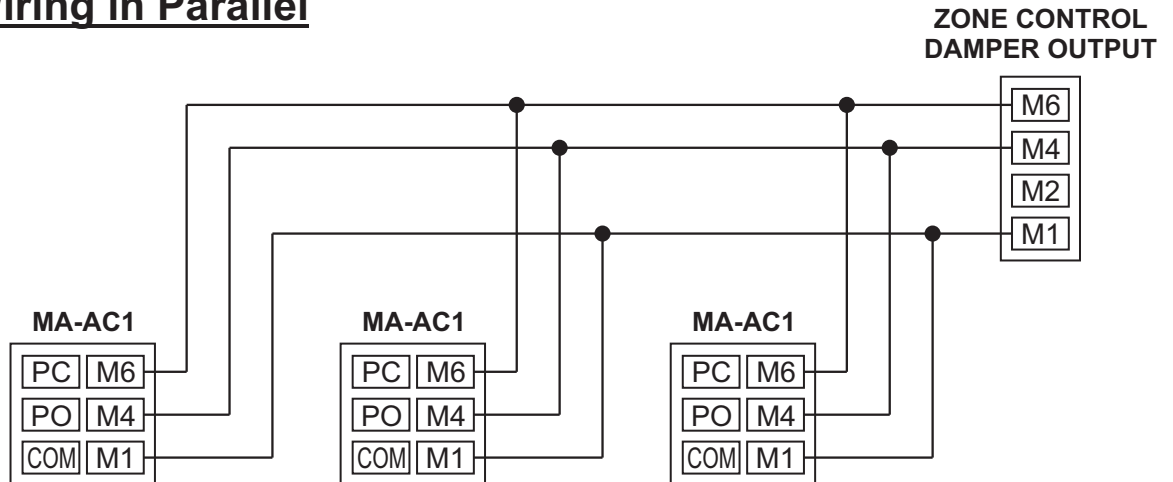 Wiring in Parallel
ZONE CONTROL
DAMPER OUTPUT
M6
M4
M2
M1
MA-AC1 MA-AC1 MA-AC1
PC M6 PC M6 PC M6
PO M4 PO M4 PO M4
COM M1 COM M1 COM M1